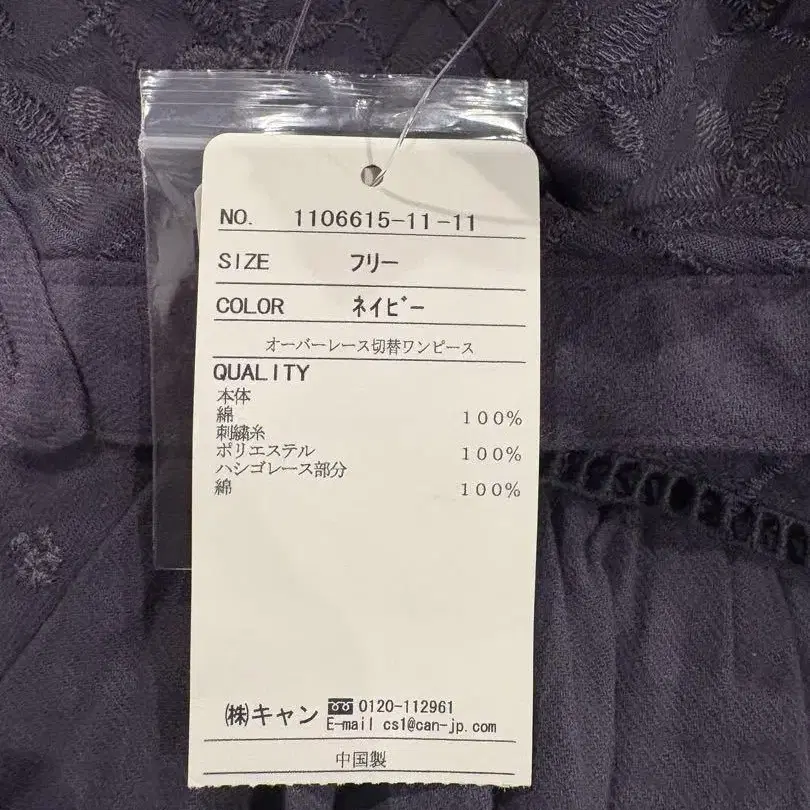 NO. 1106615-11-11
SIZE フリー
COLOR ネイビー
オーバーレース切替ワンピース
QUALITY
本体
綿 100%
刺繍糸
ポリエステル 100%
ハシゴレース部分
綿 100%
㈱キャン 0120-112961
E-mail cs1@can-jp.com
中国製